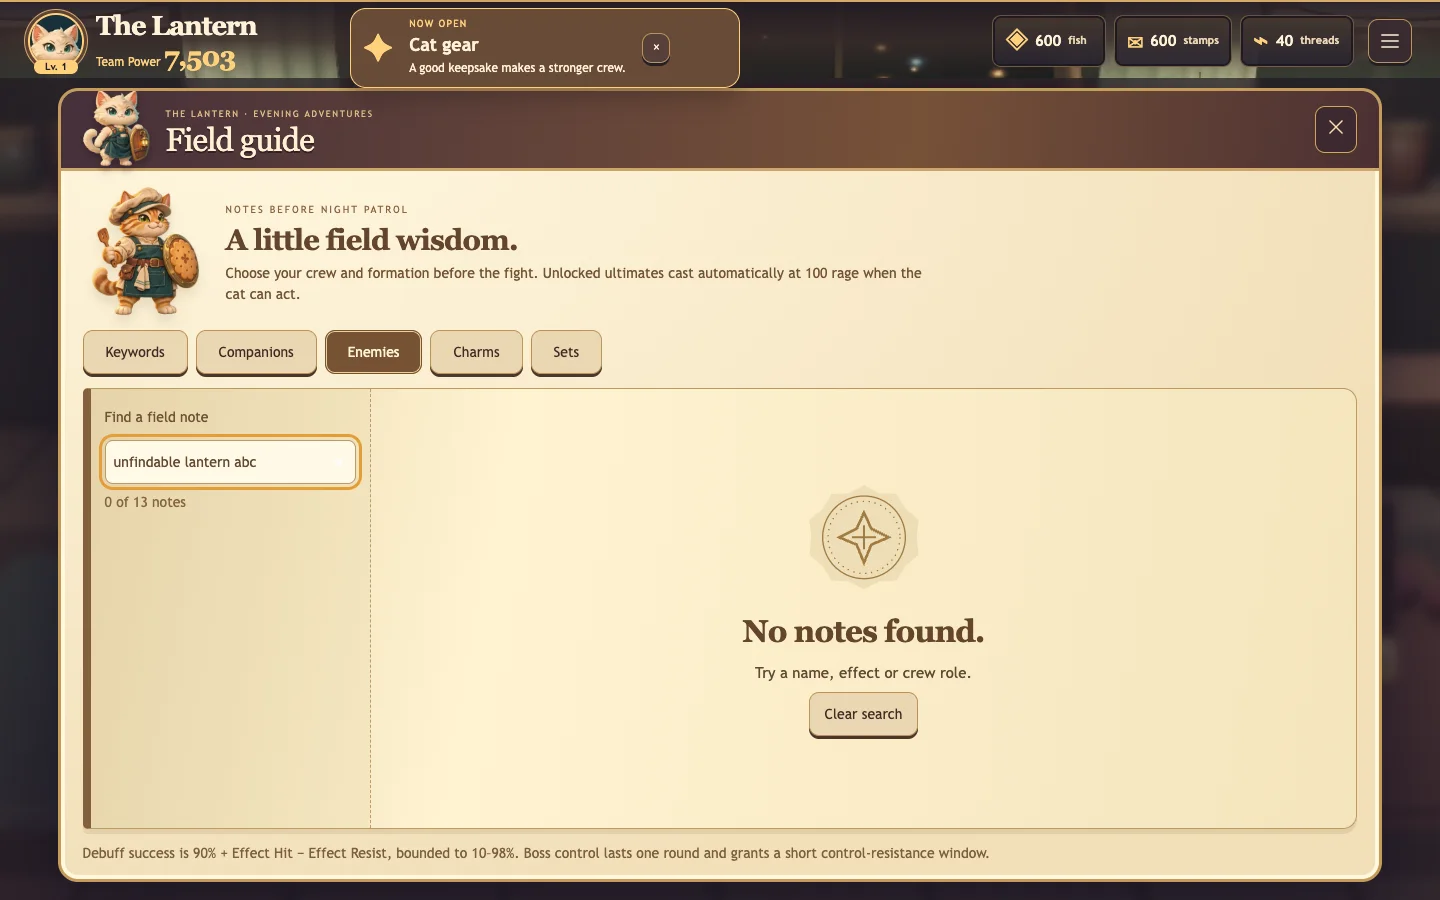 The Lantern
Team Power 7,503
Lv. 1
NOW OPEN
Cat gear
A good keepsake makes a stronger crew.
×
600 fish
600 stamps
40 threads
THE LANTERN · EVENING ADVENTURES
Field guide
NOTES BEFORE NIGHT PATROL
A little field wisdom.
Choose your crew and formation before the fight. Unlocked ultimates cast automatically at 100 rage when the
cat can act.
Keywords
Companions
Enemies
Charms
Sets
Find a field note
unfindable lantern abc
0 of 13 notes
No notes found.
Try a name, effect or crew role.
Clear search
Debuff success is 90% + Effect Hit − Effect Resist, bounded to 10–98%. Boss control lasts one round and grants a short control-resistance window.